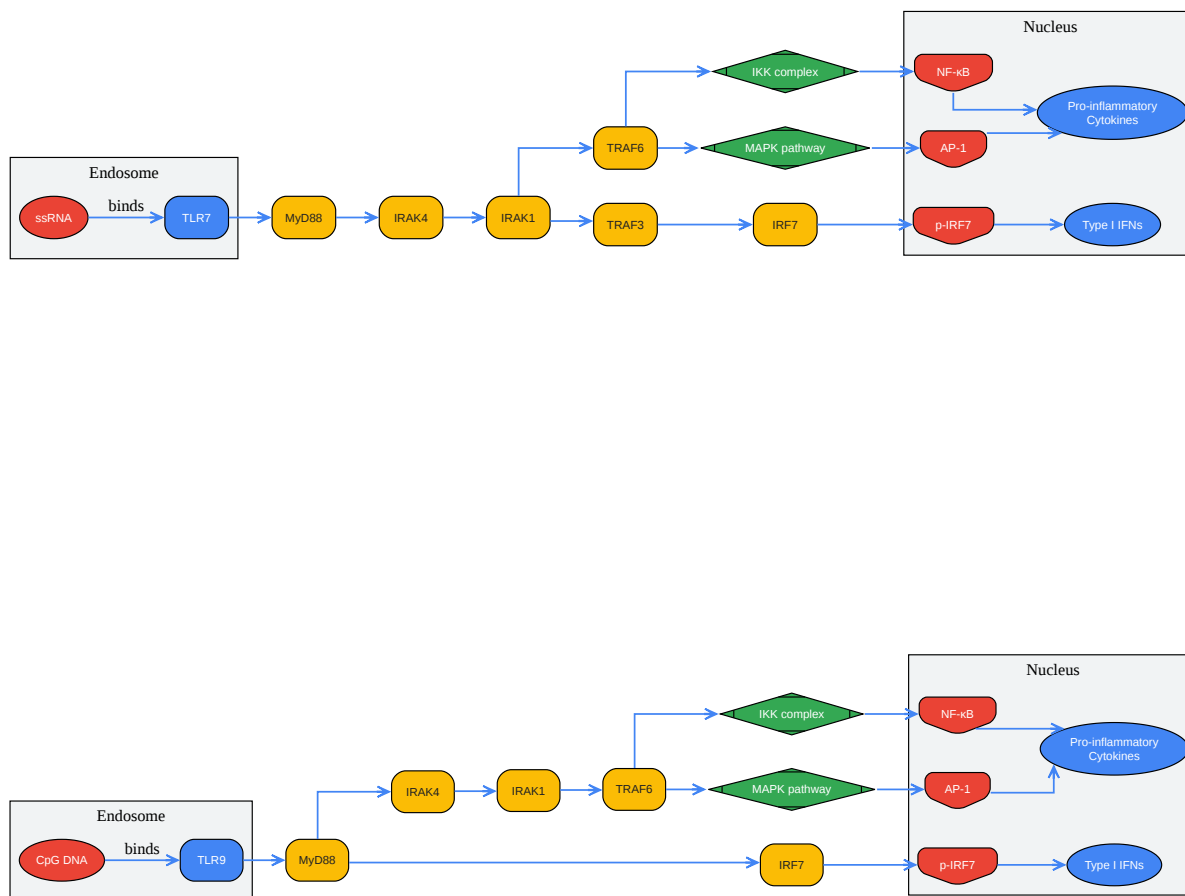 Nucleus
IKK complex
NF-κB
Pro-inflammatory
Cytokines
TRAF6
MAPK pathway
AP-1
Endosome
ssRNA
binds
TLR7
MyD88
IRAK4
IRAK1
TRAF3
IRF7
p-IRF7
Type I IFNs
Nucleus
IKK complex
NF-κB
Pro-inflammatory
Cytokines
IRAK4
IRAK1
TRAF6
MAPK pathway
AP-1
Endosome
CpG DNA
binds
TLR9
MyD88
IRF7
p-IRF7
Type I IFNs